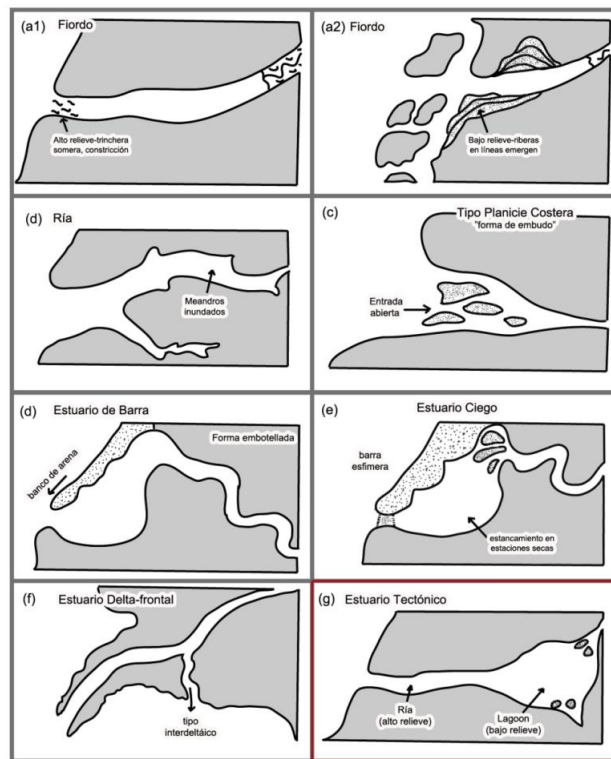 (a1) Fiordo
Alto relieve-trinchera
somera, constricción
(a2) Fiordo
Bajo relieve-riberas
en líneas emergen
(d) Ría
Meandros
inundados
(c) Tipo Planicie Costera
"forma de embudo"
Entrada
abierta
(d) Estuario de Barra
Forma embotellada
banco de arena
(e) Estuario Ciego
barra
esfimera
estancamiento en
estaciones secas
(f) Estuario Delta-frontal
tipo
interdeltáico
(g) Estuario Tectónico
Ría
(alto relieve)
Lagoon
(bajo relieve)